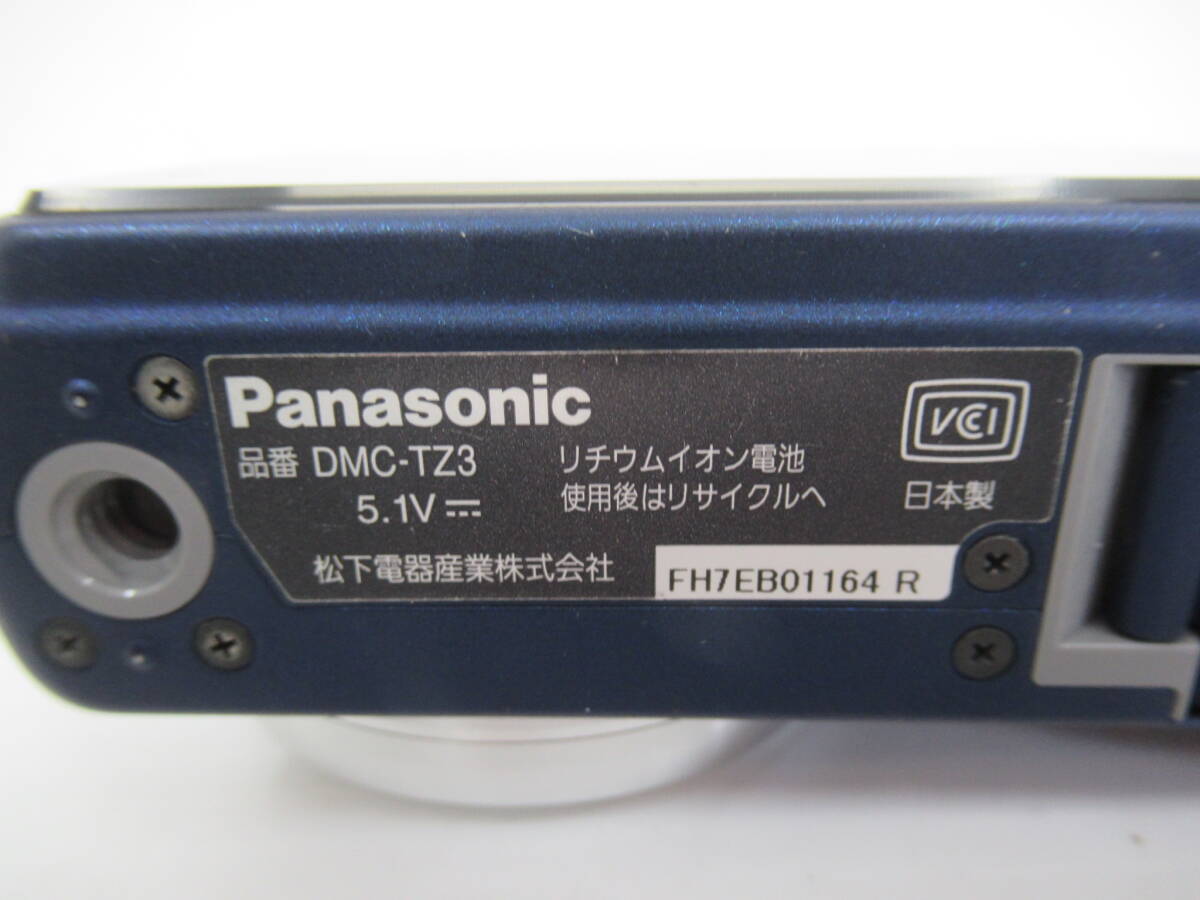 Panasonic
品番 DMC-TZ3
5.1V
リチウムイオン電池
使用後はリサイクルへ
VCCI
日本製
松下電器産業株式会社
FH7EB01164 R